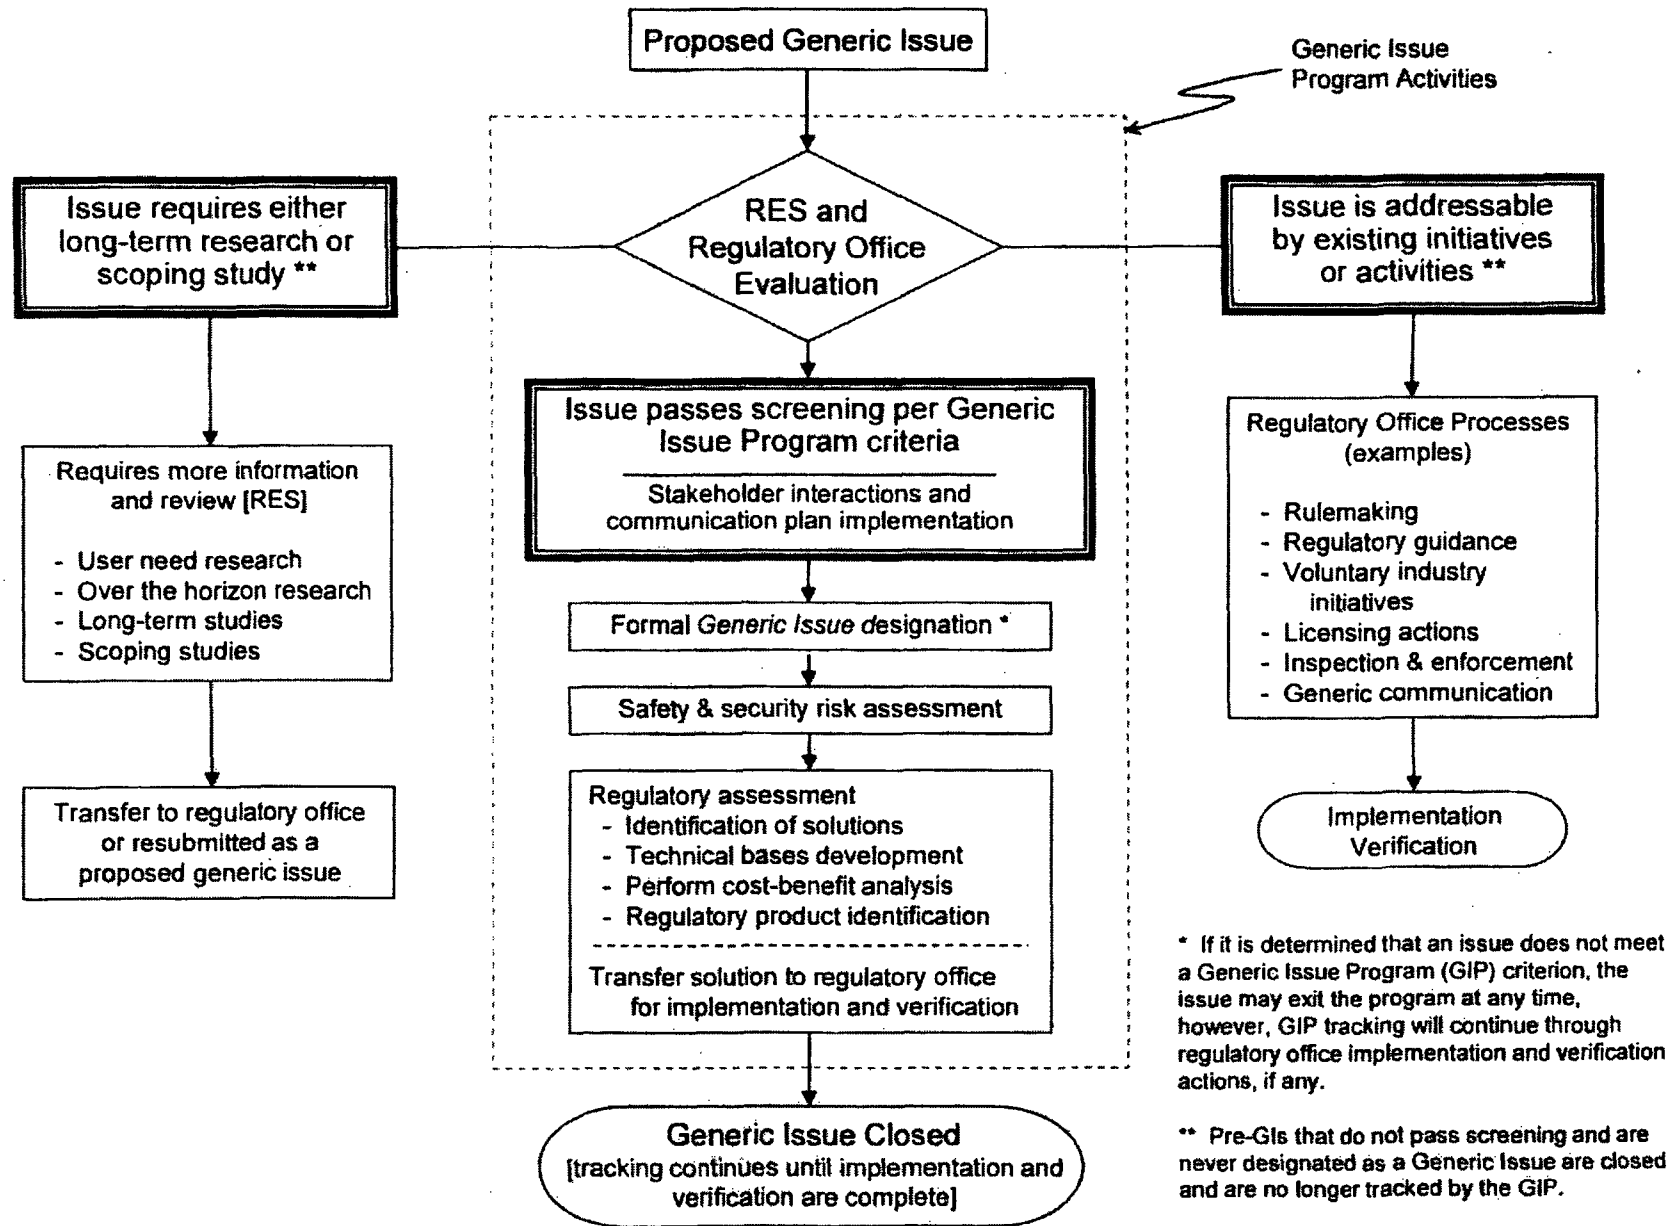 Proposed Generic Issue
Generic Issue
Program Activities
RES and
Regulatory Office
Evaluation
Issue requires either
long-term research or
scoping study **
Requires more information
and review [RES]
- User need research
- Over the horizon research
- Long-term studies
- Scoping studies
Transfer to regulatory office
or resubmitted as a
proposed generic issue
Issue passes screening per Generic
Issue Program criteria
Stakeholder interactions and
communication plan implementation
Formal Generic Issue designation *
Safety & security risk assessment
Regulatory assessment
- Identification of solutions
- Technical bases development
- Perform cost-benefit analysis
- Regulatory product identification
Transfer solution to regulatory office
for implementation and verification
Generic Issue Closed
[tracking continues until implementation and
verification are complete]
Issue is addressable
by existing initiatives
or activities **
Regulatory Office Processes
(examples)
- Rulemaking
- Regulatory guidance
- Voluntary industry
initiatives
- Licensing actions
- Inspection & enforcement
- Generic communication
Implementation
Verification
* If it is determined that an issue does not meet
a Generic Issue Program (GIP) criterion, the
issue may exit the program at any time,
however, GIP tracking will continue through
regulatory office implementation and verification
actions, if any.
** Pre-GIs that do not pass screening and are
never designated as a Generic Issue are closed
and are no longer tracked by the GIP.